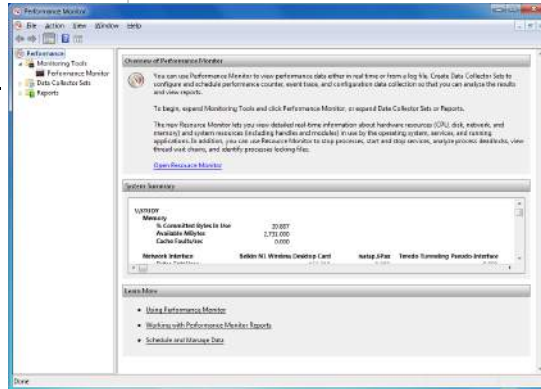 Performance Monitor
File Action View Window Help
Performance
Monitoring Tools
Performance Monitor
Data Collector Sets
Reports
Overview of Performance Monitor
You can use Performance Monitor to view performance data either in real time or from a log file. Create Data Collector Sets to
configure and schedule performance counter, event trace, and configuration data collection so that you can analyze the results
and view reports.
To begin, expand Monitoring Tools and click Performance Monitor, or expand Data Collector Sets or Reports.
The new Resource Monitor lets you view detailed real-time information about hardware resources (CPU, disk, network, and
memory) and system resources (including handles and modules) in use by the operating system, services, and running
applications. In addition, you can use Resource Monitor to stop processes, start and stop services, analyze process deadlocks, view
thread wait chains, and identify processes locking files.
Open Resource Monitor
System Summary
Memory
% Committed Bytes In Use 20.887
Available MBytes 2,731.000
Cache Faults/sec 0.000
Network Interface Belkin N1 Wireless Desktop Card isatap Teredo Tunneling Pseudo-Interface
Learn More
Using Performance Monitor
Working with Performance Monitor Reports
Schedule and Manage Data
Done